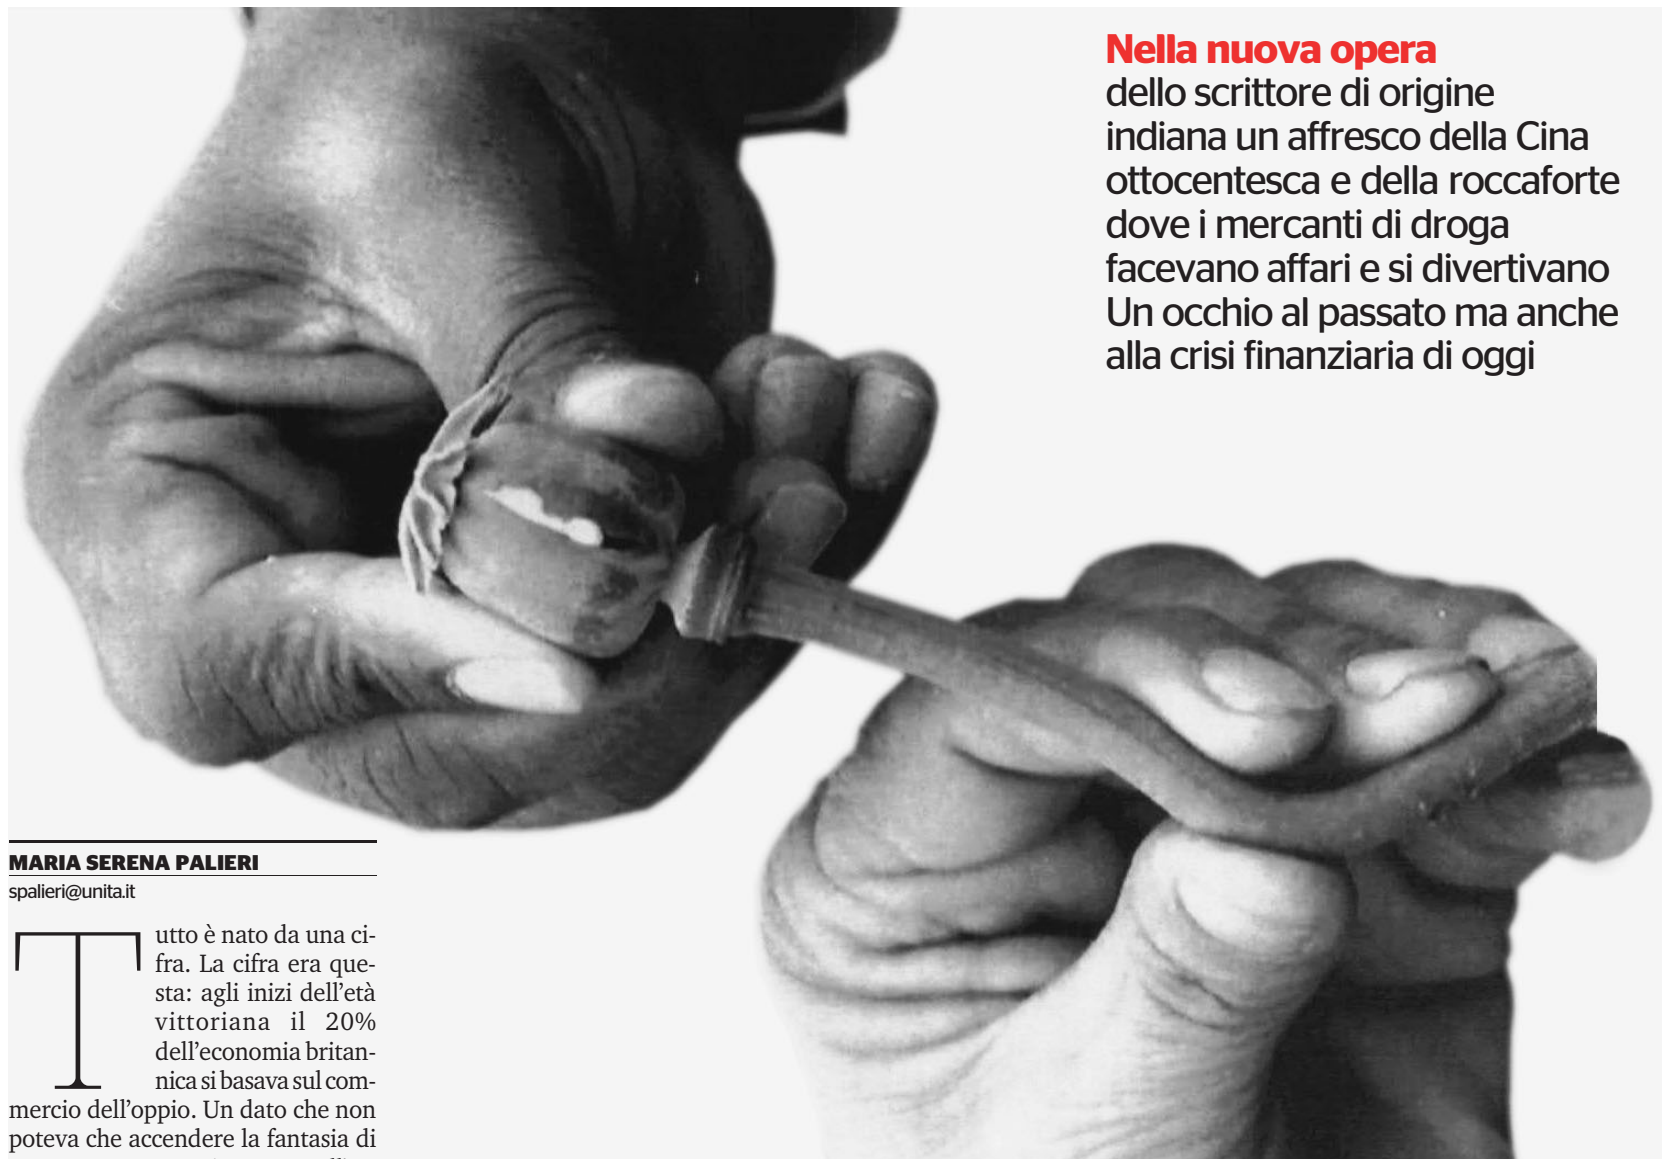 Nella nuova opera
dello scrittore di origine
indiana un affresco della Cina
ottocentesca e della roccaforte
dove i mercanti di droga
facevano affari e si divertivano
Un occhio al passato ma anche
alla crisi finanziaria di oggi
MARIA SERENA PALIERI
spalieri@unita.it
Tutto è nato da una ci-
fra. La cifra era que-
sta: agli inizi dell’età
vittoriana il 20%
dell’economia britan-
nica si basava sul com-
mercio dell’oppio. Un dato che non
poteva che accendere la fantasia di